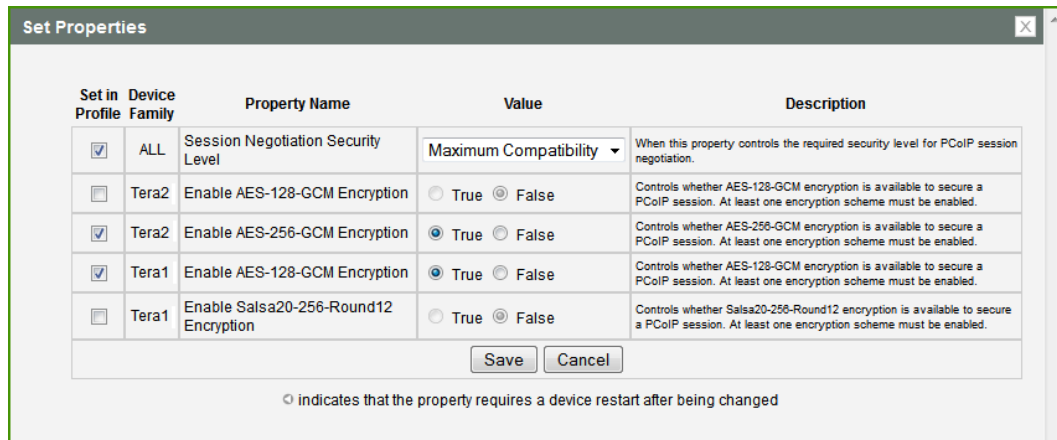 Set Properties X
Set in Profile Device Family Property Name Value Description
ALL Session Negotiation Security Level Maximum Compatibility When this property controls the required security level for PCoIP session negotiation.
Tera2 Enable AES-128-GCM Encryption True False Controls whether AES-128-GCM encryption is available to secure a PCoIP session. At least one encryption scheme must be enabled.
Tera2 Enable AES-256-GCM Encryption True False Controls whether AES-256-GCM encryption is available to secure a PCoIP session. At least one encryption scheme must be enabled.
Tera1 Enable AES-128-GCM Encryption True False Controls whether AES-128-GCM encryption is available to secure a PCoIP session. At least one encryption scheme must be enabled.
Tera1 Enable Salsa20-256-Round12 Encryption True False Controls whether Salsa20-256-Round12 encryption is available to secure a PCoIP session. At least one encryption scheme must be enabled.
Save Cancel
indicates that the property requires a device restart after being changed